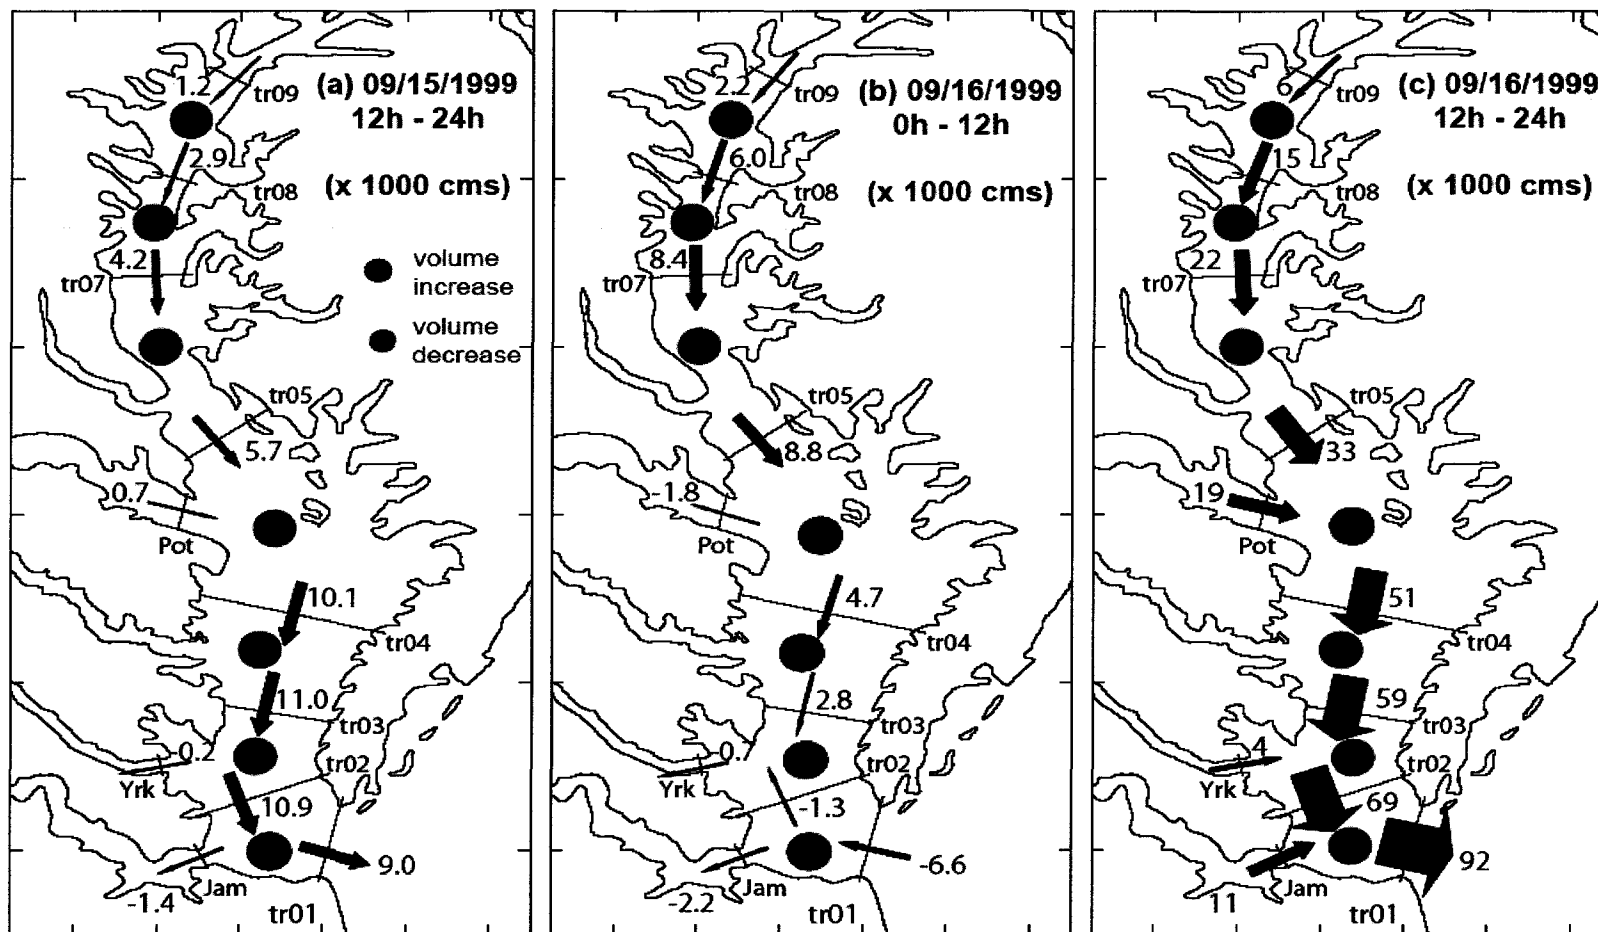 1.2
tr09
(a) 09/15/1999
12h - 24h
2.9
tr08
(x 1000 cms)
4.2
tr07
volume
increase
volume
decrease
tr05
5.7
-0.7
Pot
10.1
tr04
11.0
tr03
-0.2
tr02
Yrk
10.9
9.0
Jam
-1.4
tr01
2.2
tr09
(b) 09/16/1999
0h - 12h
6.0
tr08
(x 1000 cms)
8.4
tr07
tr05
8.8
-1.8
Pot
4.7
tr04
2.8
tr03
-0.7
tr02
Yrk
-1.3
-6.6
Jam
-2.2
tr01
6
tr09
(c) 09/16/1999
12h - 24h
15
tr08
(x 1000 cms)
22
tr07
tr05
33
19
Pot
51
tr04
59
tr03
4
tr02
Yrk
69
92
Jam
11
tr01